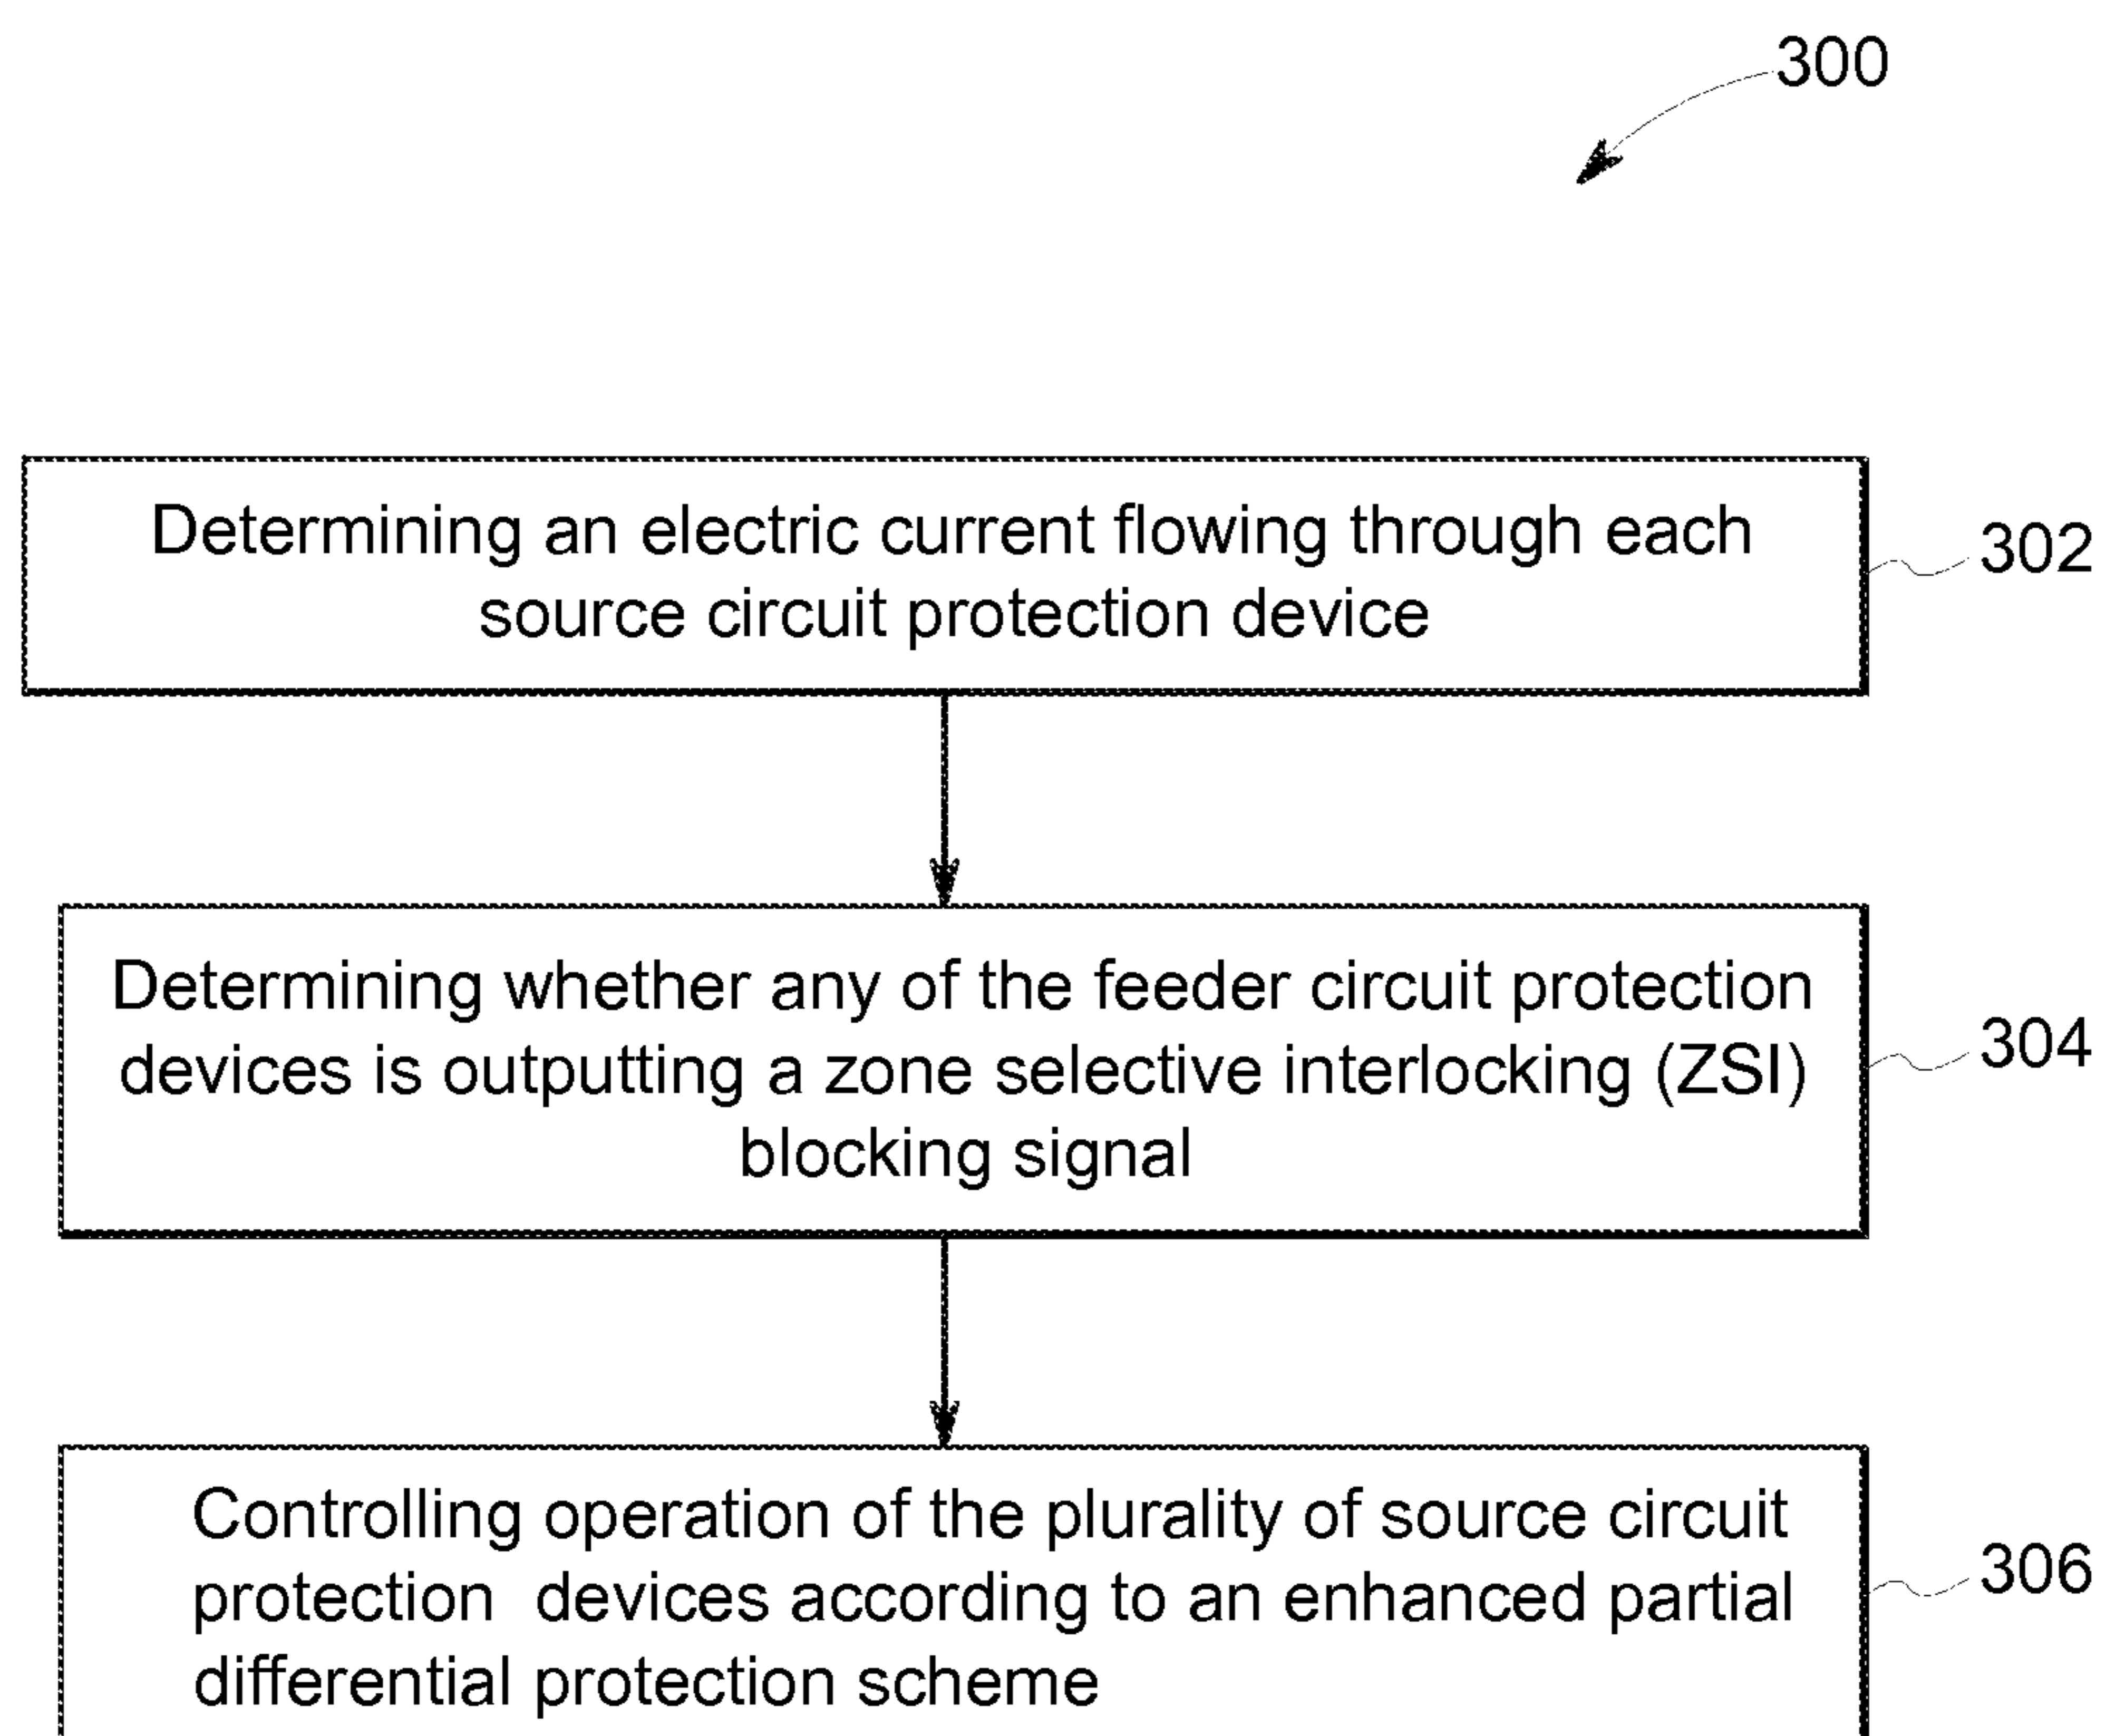 300
Determining an electric current flowing through each
source circuit protection device
302
Determining whether any of the feeder circuit protection
devices is outputting a zone selective interlocking (ZSI)
blocking signal
304
Controlling operation of the plurality of source circuit
protection  devices according to an enhanced partial
differential protection scheme
306